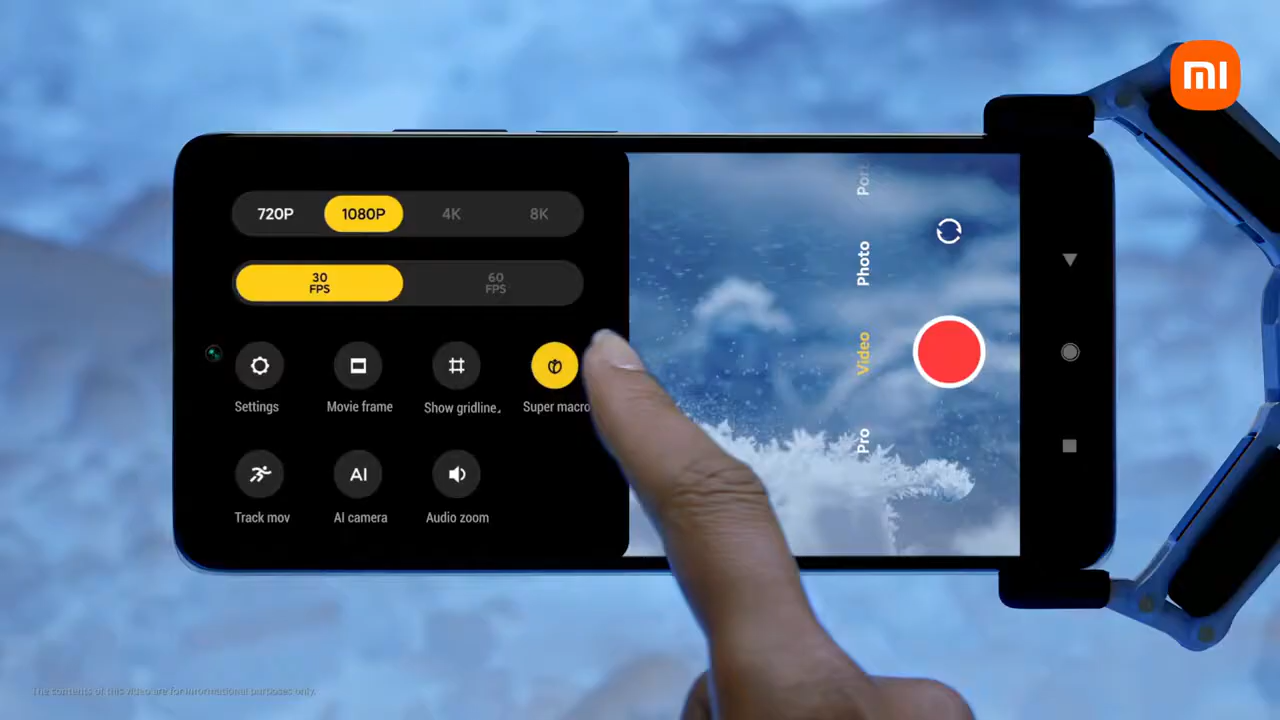 mi
720P 1080P 4K 8K
30 FPS
60 FPS
Settings Movie frame Show gridline. Super macro
Track mov AI camera Audio zoom
AI
Por
Photo
Video
Pro
The contents of this video are for informational purposes only.